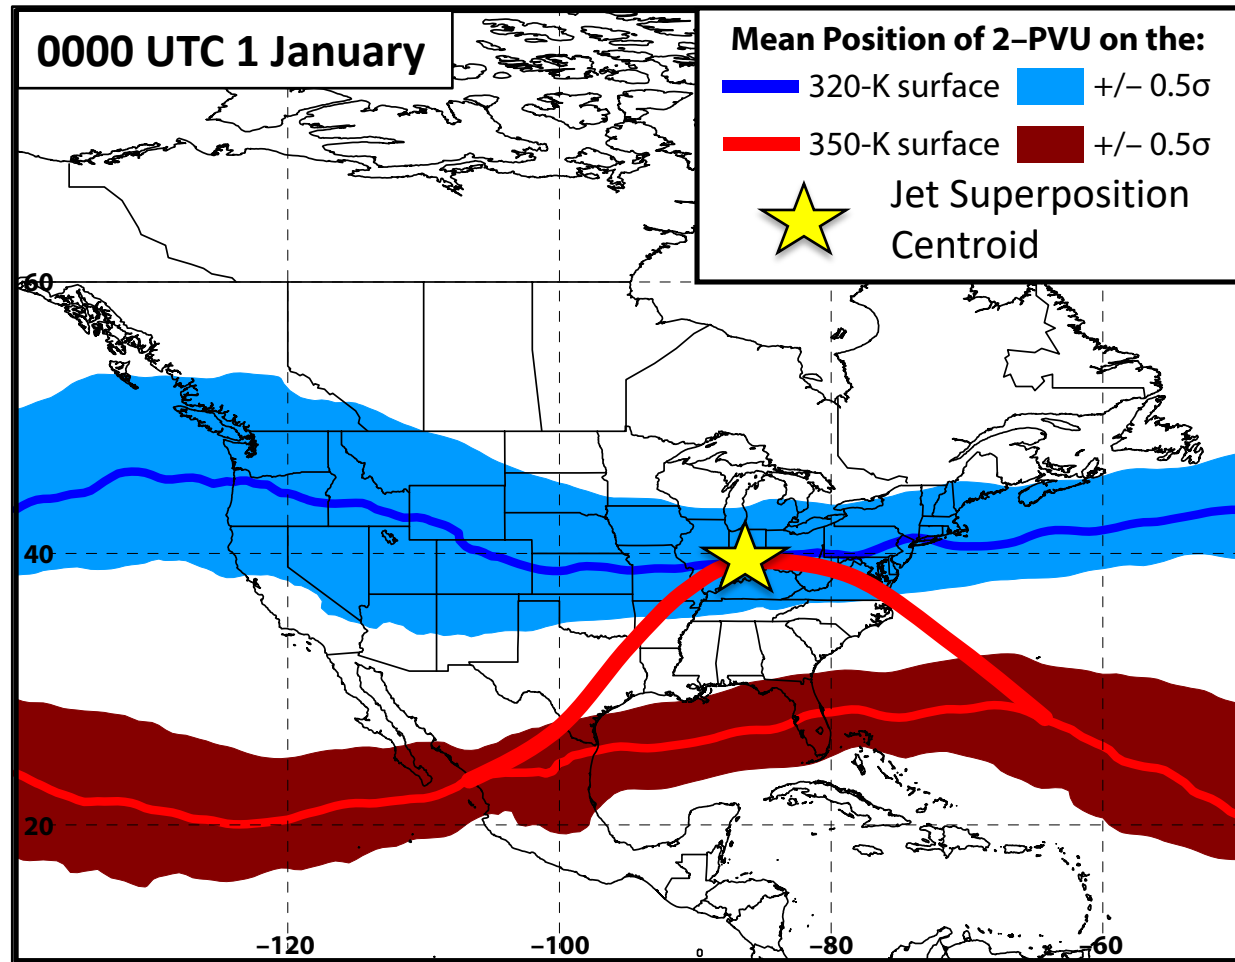 0000 UTC 1 January
Mean Position of 2–PVU on the:
320-K surface +/– 0.5σ
350-K surface +/– 0.5σ
Jet Superposition
Centroid
60
40
20
–120 –100 –80 –60